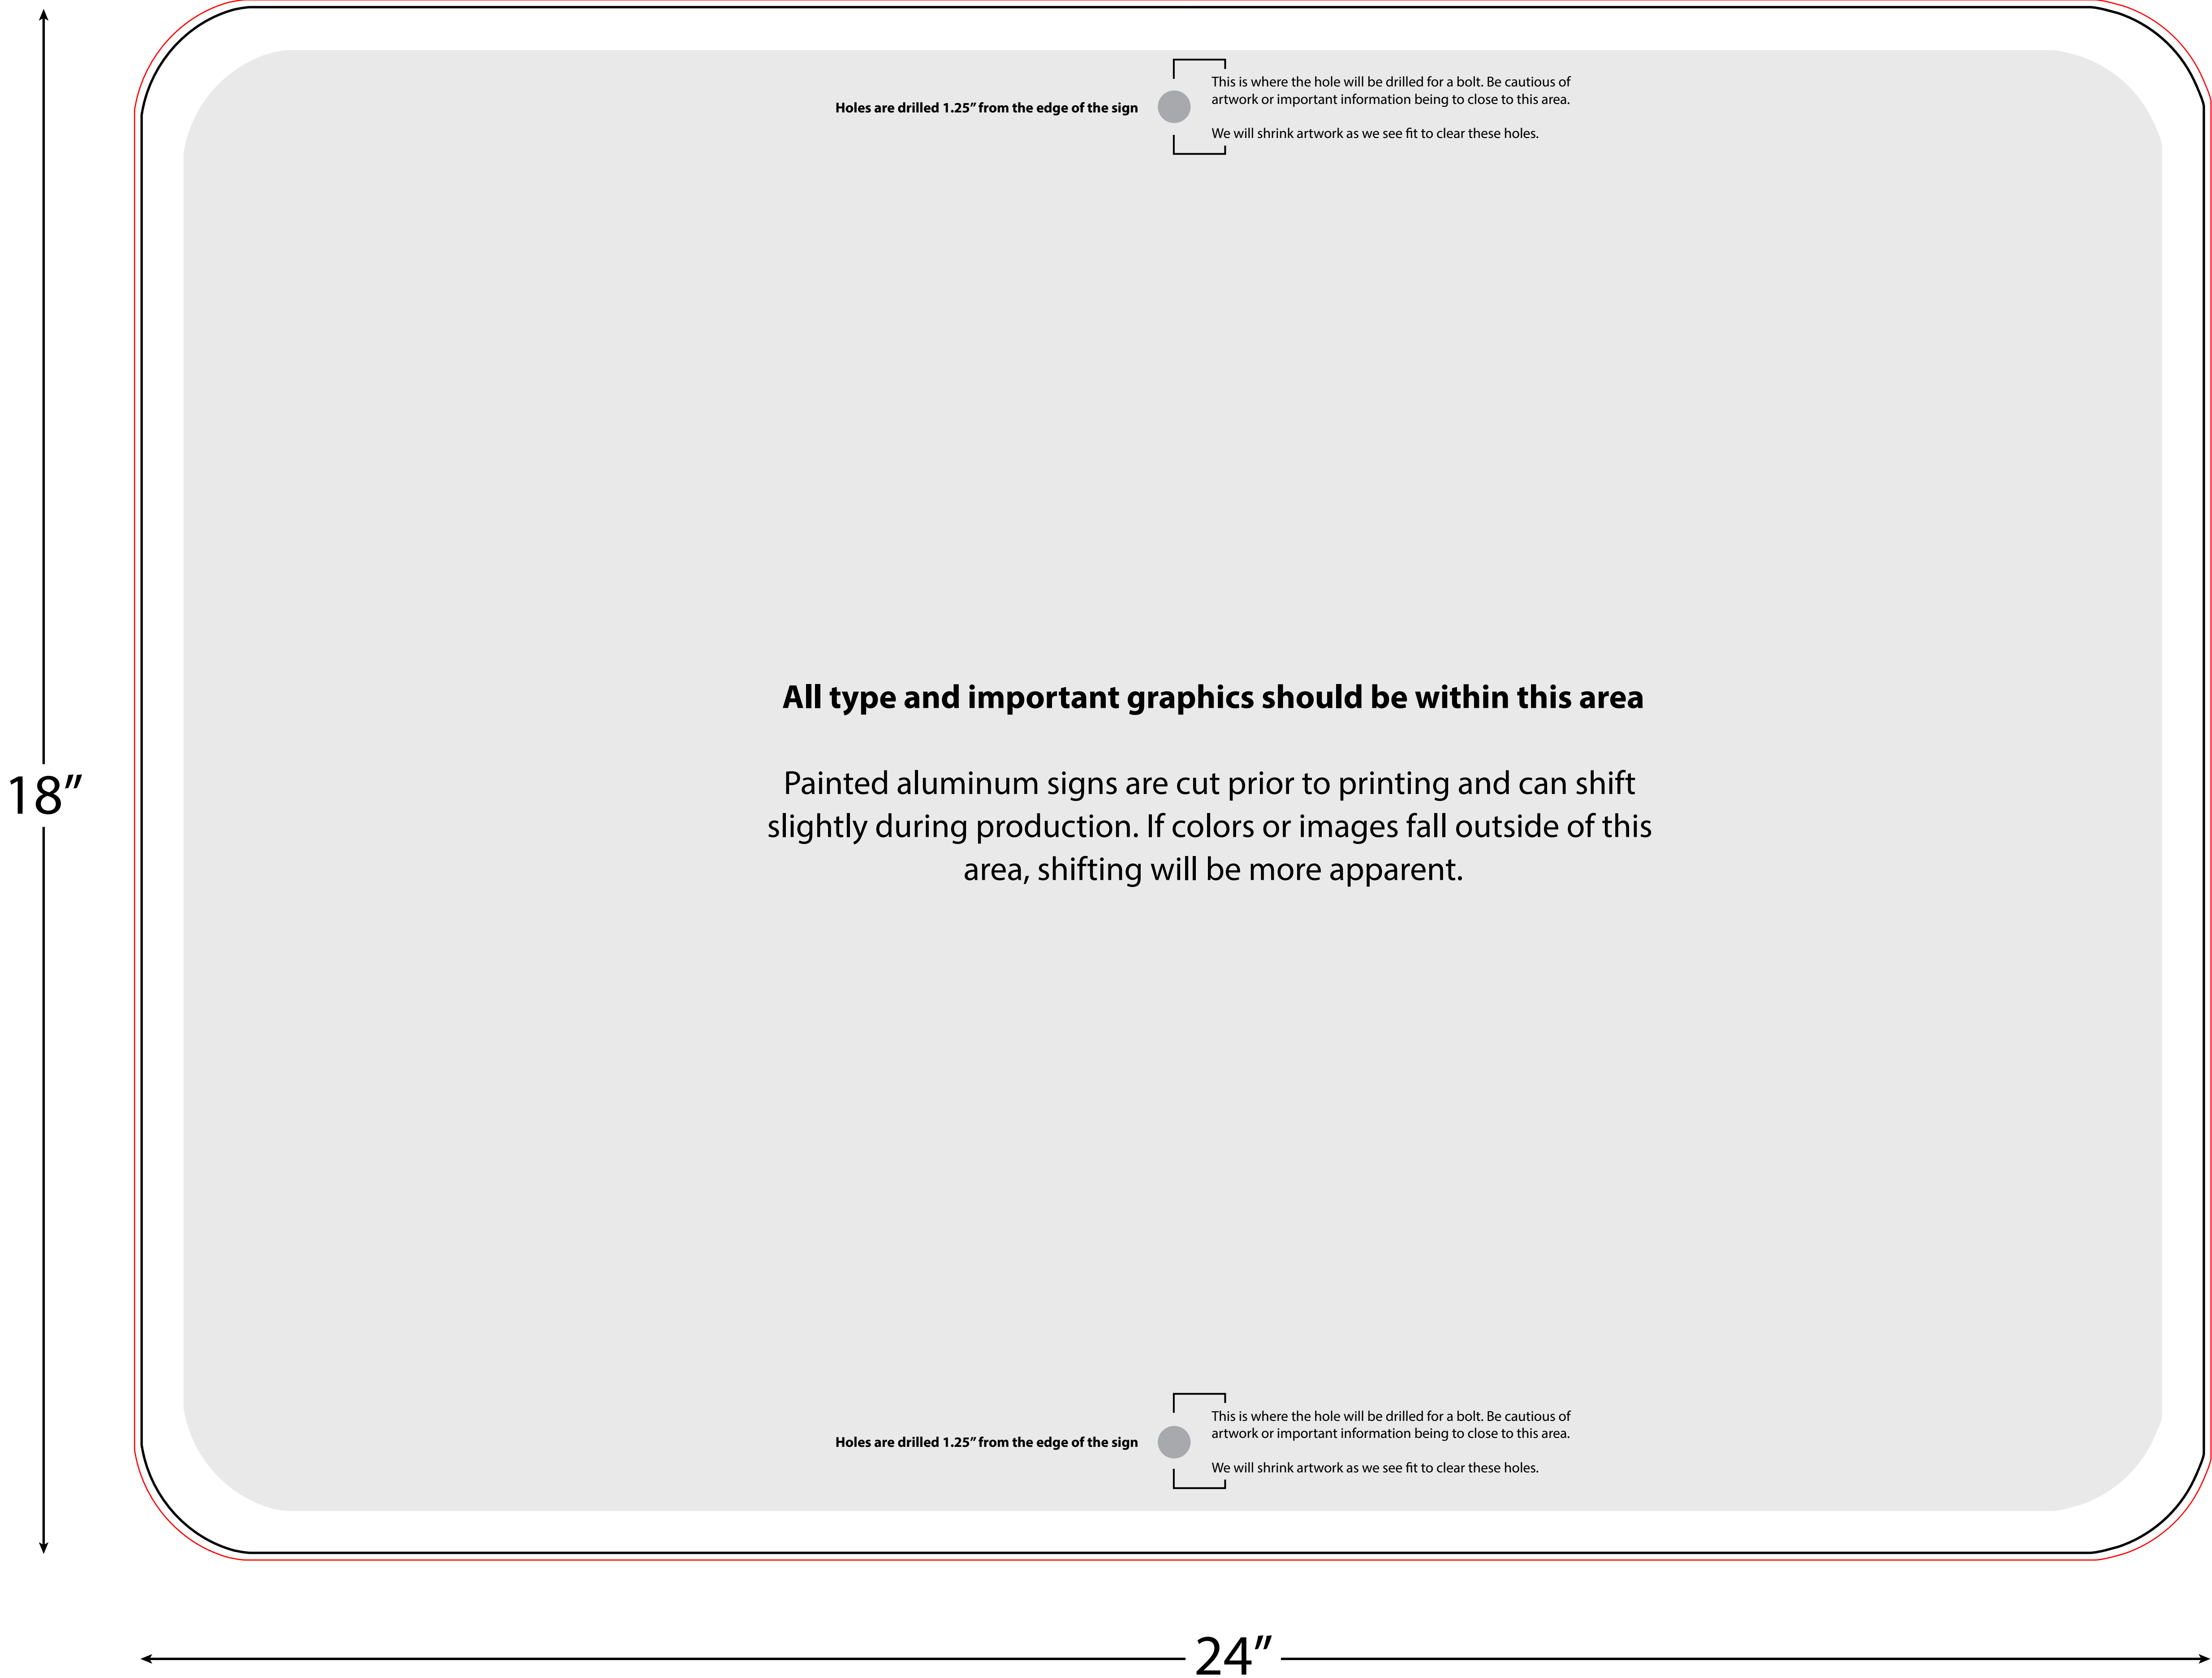 Holes are drilled 1.25” from the edge of the sign
This is where the hole will be drilled for a bolt. Be cautious of
artwork or important information being to close to this area.
We will shrink artwork as we see fit to clear these holes.
All type and important graphics should be within this area
Painted aluminum signs are cut prior to printing and can shift
slightly during production. If colors or images fall outside of this
area, shifting will be more apparent.
18”
Holes are drilled 1.25” from the edge of the sign
This is where the hole will be drilled for a bolt. Be cautious of
artwork or important information being to close to this area.
We will shrink artwork as we see fit to clear these holes.
24”